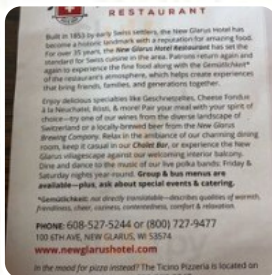 RESTAURANT
Built in 1853 by early Swiss settlers, the New Glarus Hotel has
become a historic landmark with a reputation for amazing food.
For over 35 years, the New Glarus Hotel Restaurant has set the
standard for Swiss cuisine in the area. Patrons return again and
again to experience the fine food along with the Gemütlichkeit*
of the restaurant's atmosphere, which helps create experiences
that bring friends, families, and generations together.
Enjoy delicious specialties like Geschnetzeltes, Cheese Fondue
à la Neuchatel, Rösti, & more! Pair your meal with your spirit of
choice—try one of our wines from the diverse landscape of
Switzerland or a locally-brewed beer from the New Glarus
Brewing Company. Relax in the ambiance of our charming dining
room, keep it casual in our Chalet Bar, or experience the New
Glarus villagescape against our welcoming interior balcony.
Dine and dance to the music of our live polka bands, Friday &
Saturday nights year-round. Group & bus menus are
available—plus, ask about special events & catering.
*Gemütlichkeit: not directly translatable—describes qualities of warmth,
friendliness, cheer, coziness, contentedness, comfort & relaxation.
PHONE: 608-527-5244 or (800) 727-9477
100 6TH AVE, NEW GLARUS, WI 53574
www.newglarushotel.com
In the mood for pizza instead? The Ticino Pizzeria is located on